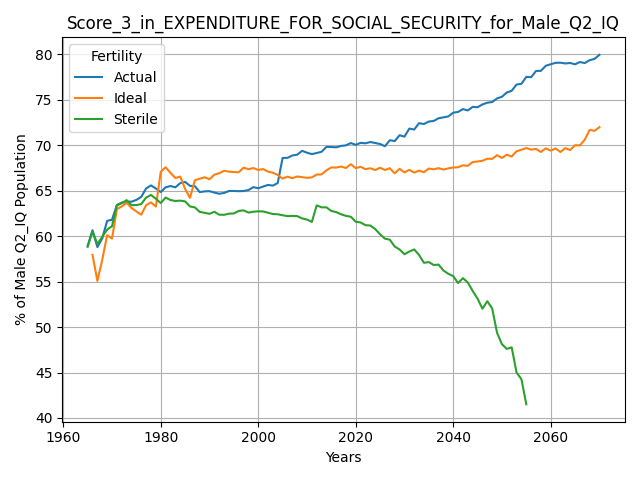 Score_3_in_EXPENDITURE_FOR_SOCIAL_SECURITY_for_Male_Q2_IQ
Fertility
Actual
Ideal
Sterile
80
75
70
65
60
55
50
45
40
% of Male Q2_IQ Population
1960
1980
2000
2020
2040
2060
Years